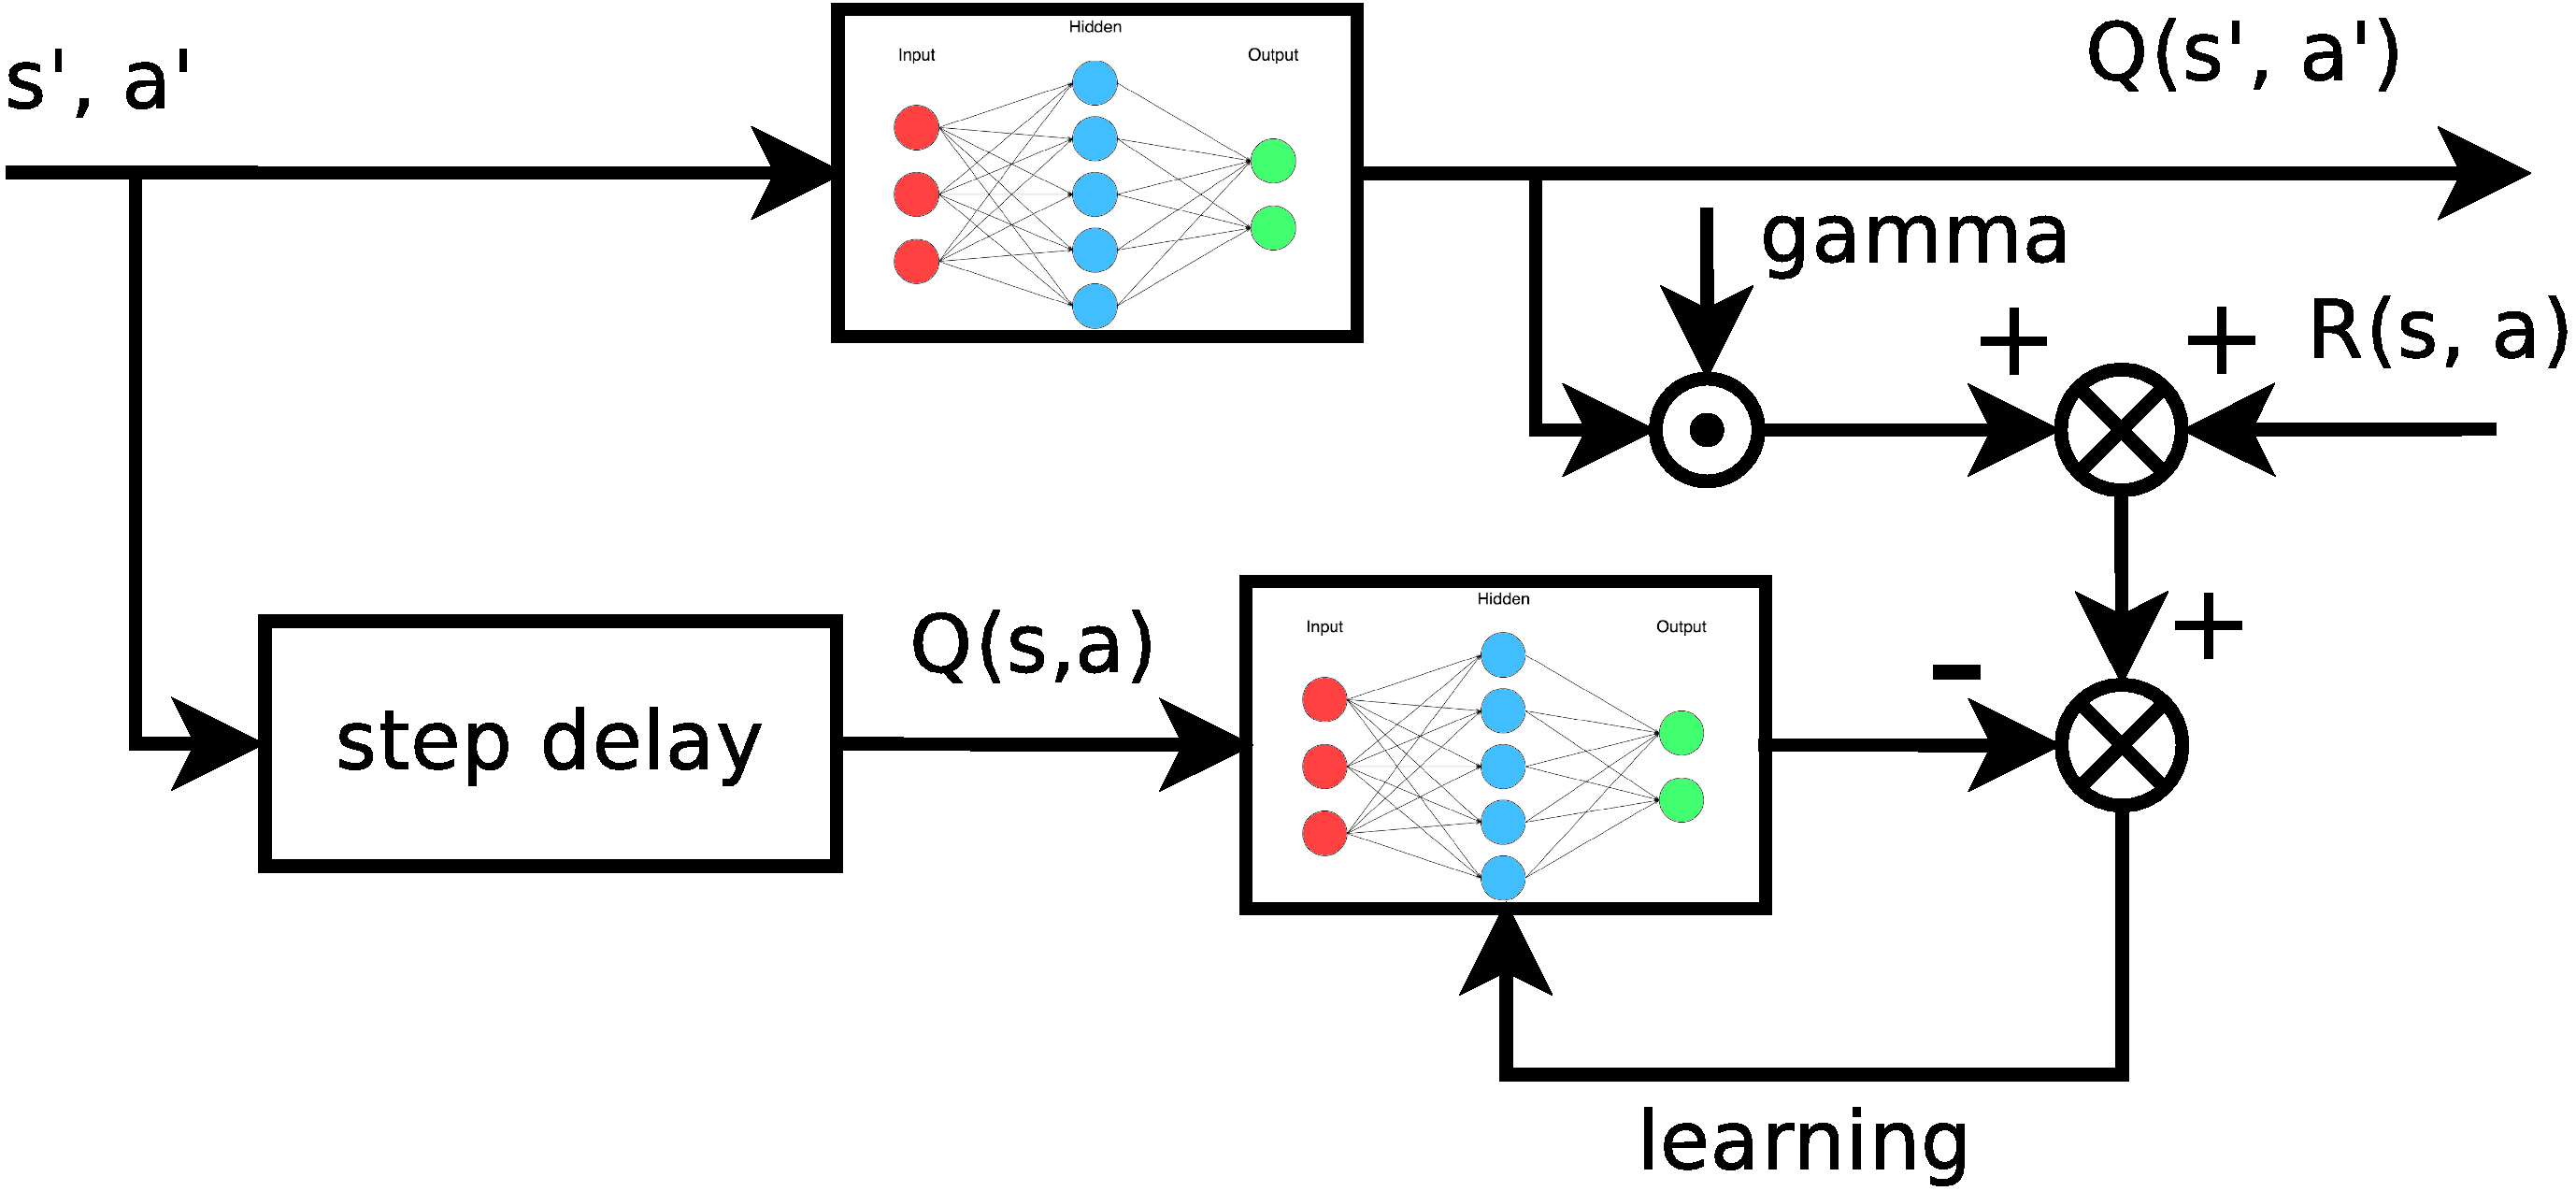 s', a'
Input
Hidden
Output
Q(s', a')
gamma
+
+
R(s, a)
step delay
Q(s,a)
Input
Hidden
Output
-
+
learning